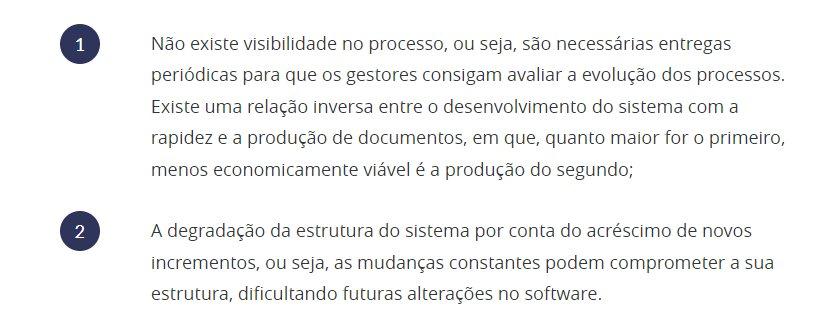 1
Não existe visibilidade no processo, ou seja, são necessárias entregas
periódicas para que os gestores consigam avaliar a evolução dos processos.
Existe uma relação inversa entre o desenvolvimento do sistema com a
rapidez e a produção de documentos, em que, quanto maior for o primeiro,
menos economicamente viável é a produção do segundo;
2
A degradação da estrutura do sistema por conta do acréscimo de novos
incrementos, ou seja, as mudanças constantes podem comprometer a sua
estrutura, dificultando futuras alterações no software.